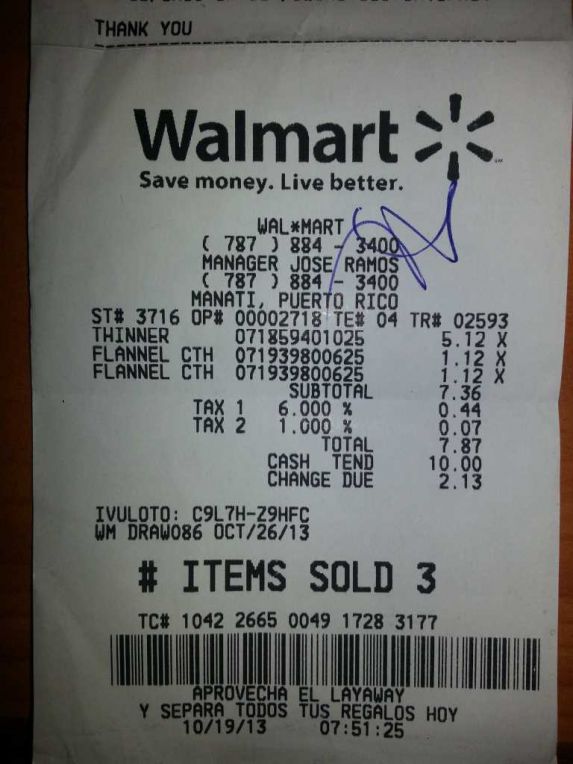 THANK YOU
Walmart
Save money. Live better.
WAL*MART
( 787 ) 884 - 3400
MANAGER JOSE RAMOS
( 787 ) 884 - 3400
MANATI, PUERTO RICO
ST# 3716 OP# 00002718 TE# 04 TR# 02593
THINNER 071859401025 5.12 X
FLANNEL CTH 071939800625 1.12 X
FLANNEL CTH 071939800625 1.12 X
SUBTOTAL 7.36
TAX 1 6.000 % 0.44
TAX 2 1.000 % 0.07
TOTAL 7.87
CASH TEND 10.00
CHANGE DUE 2.13
IVULOTO: C9L7H-Z9HFC
WM DRAW086 OCT/26/13
# ITEMS SOLD 3
TC# 1042 2665 0049 1728 3177
APROVECHA EL LAYAWAY
Y SEPARA TODOS TUS REGALOS HOY
10/19/13 07:51:25